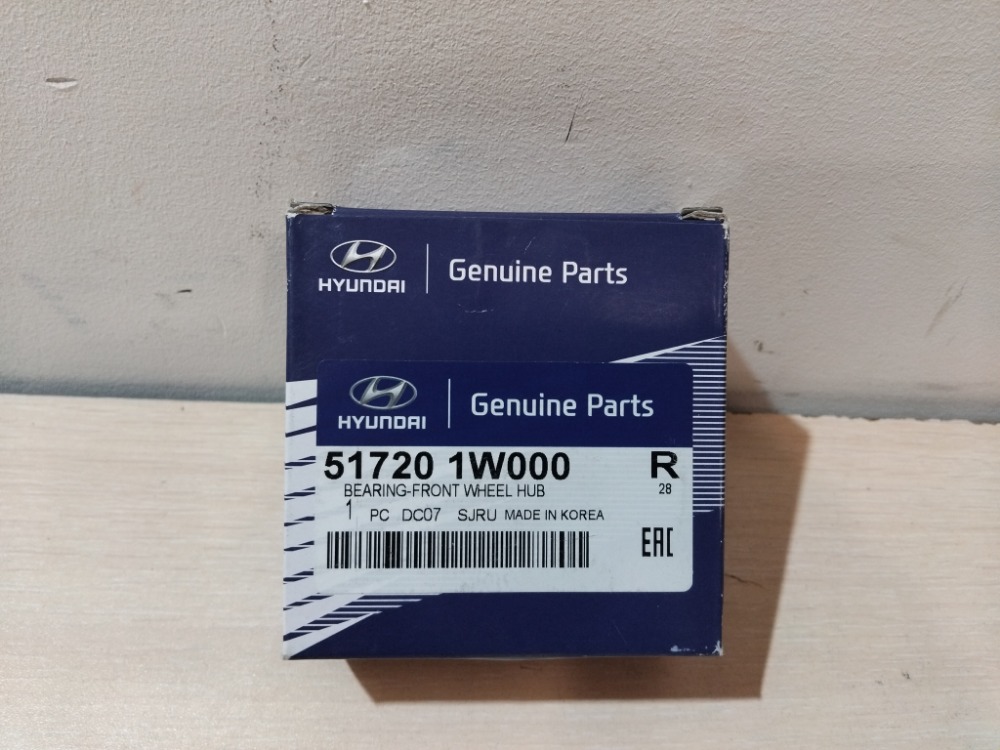 HYUNDAI Genuine Parts
HYUNDAI Genuine Parts
51720 1W000 R
BEARING-FRONT WHEEL HUB 28
1 PC DC07 SJRU MADE IN KOREA
EAC